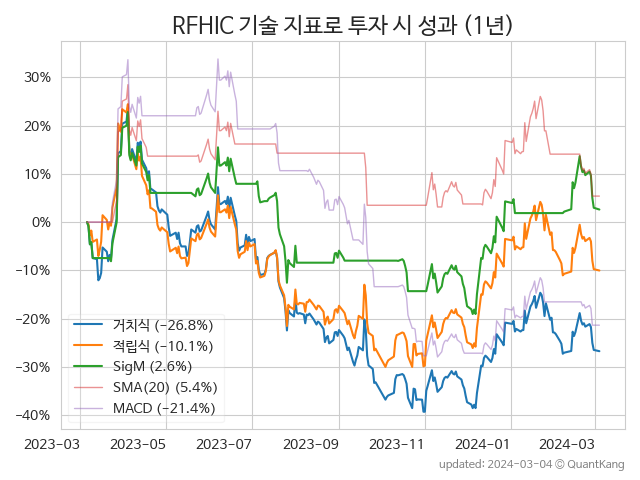 RFHIC 기술 지표로 투자 시 성과 (1년)
30%
20%
10%
0%
−10%
−20%
−30%
−40%
거치식 (−26.8%)
적립식 (−10.1%)
SigM (2.6%)
SMA(20) (5.4%)
MACD (−21.4%)
2023-03 2023-05 2023-07 2023-09 2023-11 2024-01 2024-03
updated: 2024-03-04 ⓒ QuantKang